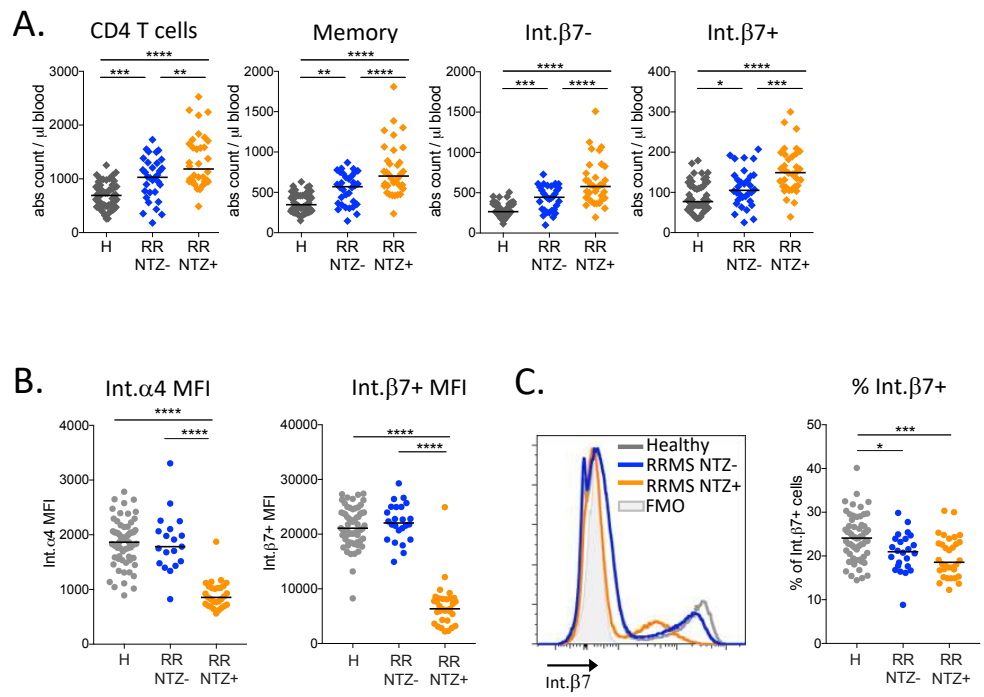 A.
CD4 T cells
Memory
Int.β7-
Int.β7+
abs count / µl blood
3000
2000
1000
0
****
***
**
H
RR
NTZ-
RR
NTZ+
abs count / µl blood
2000
1500
1000
500
0
****
**
****
H
RR
NTZ-
RR
NTZ+
abs count / µl blood
2000
1500
1000
500
0
****
***
****
H
RR
NTZ-
RR
NTZ+
abs count / µl blood
400
300
200
100
0
****
*
***
H
RR
NTZ-
RR
NTZ+
B.
Int.α4 MFI
Int.α4 MFI
4000
3000
2000
1000
0
****
****
H
RR
NTZ-
RR
NTZ+
Int.β7+ MFI
Int.β7+ MFI
40000
30000
20000
10000
0
****
****
H
RR
NTZ-
RR
NTZ+
C.
Healthy
RRMS NTZ-
RRMS NTZ+
FMO
Int.β7
% Int.β7+
% of Int.β7+ cells
50
40
30
20
10
0
***
*
H
RR
NTZ-
RR
NTZ+